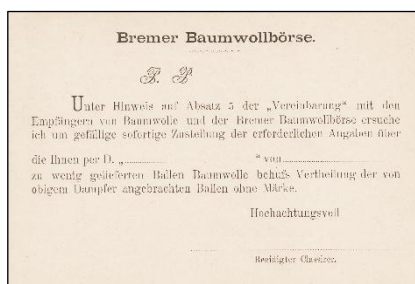 Bremer Baumwollbörse.
P. P.
Unter Hinweis auf Absatz 5 der „Vereinbarung“ mit den
Empfängern von Baumwolle und der Bremer Baumwollbörse ersuche
ich um gefällige sofortige Zustellung der erforderlichen Angaben über
die Ihnen per D. „ “ von
zu wenig gelieferten Ballen Baumwolle behufs Vertheilung der von
obigem Dampfer angebrachten Ballen ohne Marke.
Hochachtungsvoll
Beeidigter Classirer.